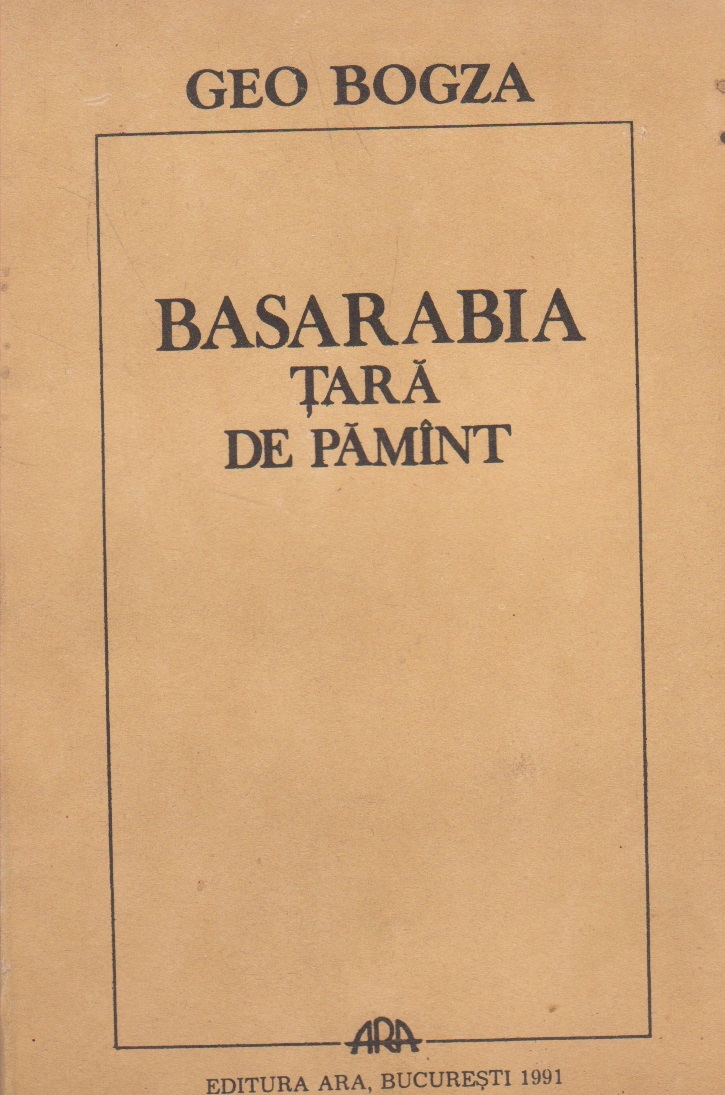 GEO BOGZA
BASARABIA
ȚARĂ
DE PĂMÎNT
ARA
EDITURA ARA, BUCUREȘTI 1991